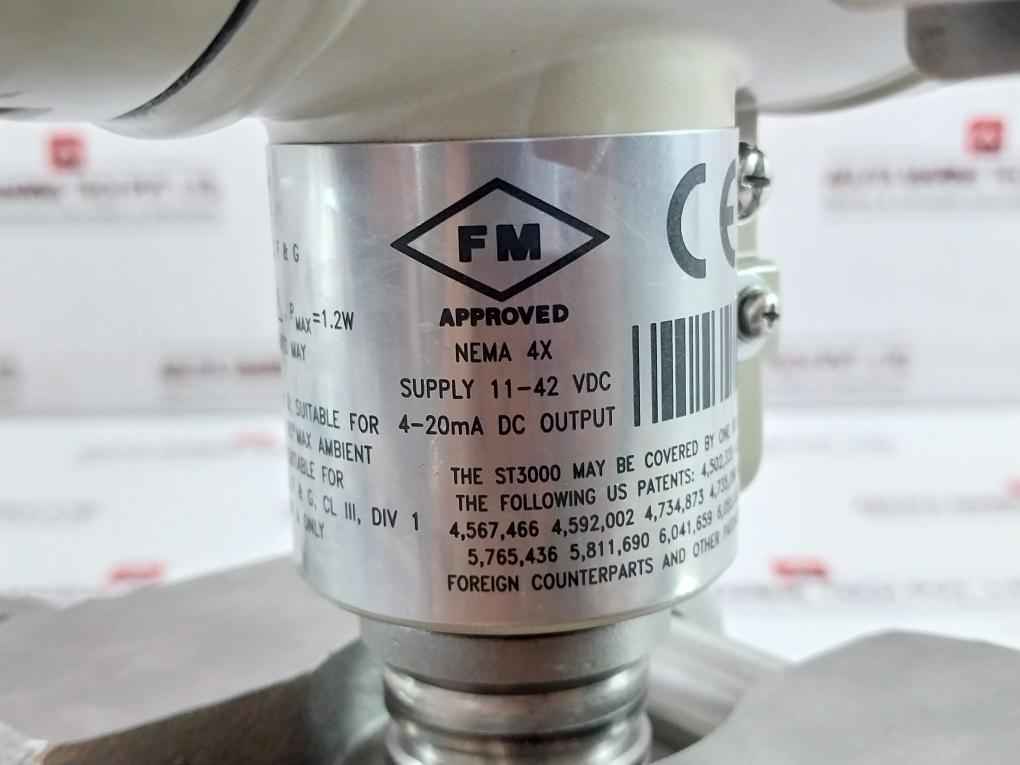 F & G
PMAX=1.2W
MAY
SUITABLE FOR
MAX AMBIENT
FOR
& G, CL III, DIV 1
ONLY
FM
APPROVED
NEMA 4X
SUPPLY 11-42 VDC
4-20mA DC OUTPUT
CE
THE ST3000 MAY BE COVERED BY ONE
THE FOLLOWING US PATENTS:
4,567,466 4,592,002 4,734,873
5,765,436 5,811,690 6,041,659
FOREIGN COUNTERPARTS AND OTHER